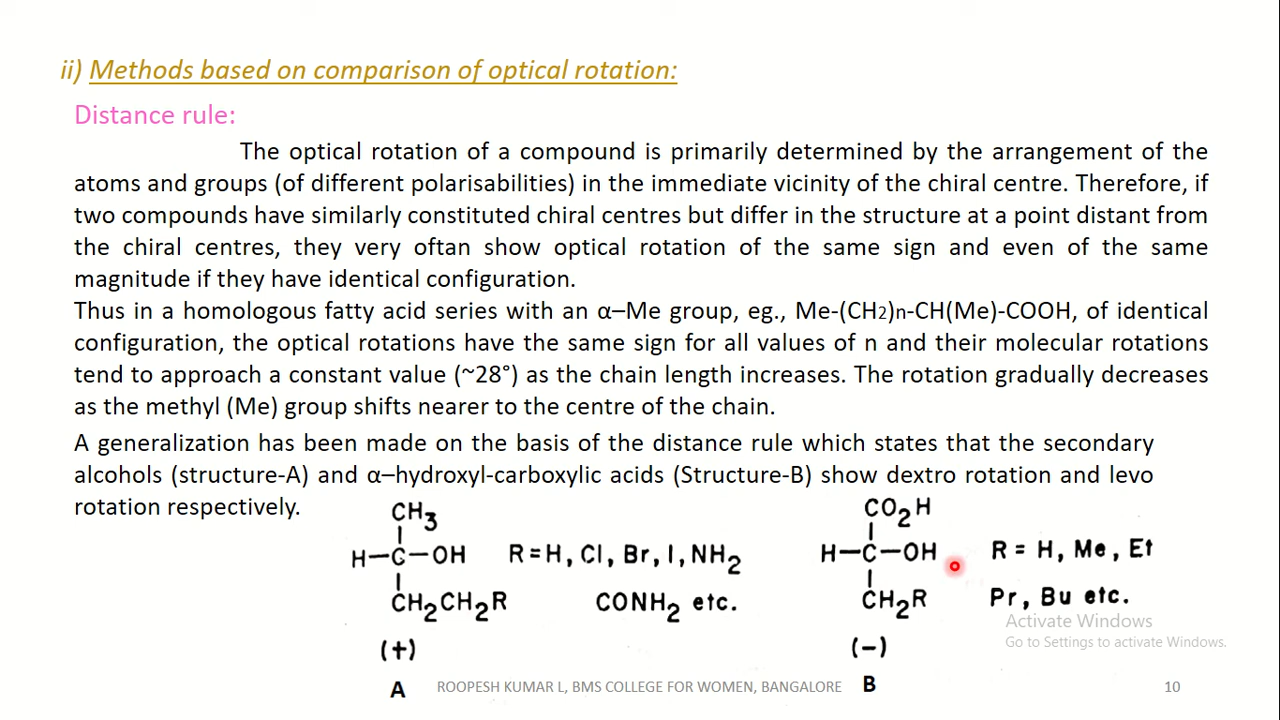 ii) Methods based on comparison of optical rotation:
Distance rule:
The optical rotation of a compound is primarily determined by the arrangement of the
atoms and groups (of different polarisabilities) in the immediate vicinity of the chiral centre. Therefore, if
two compounds have similarly constituted chiral centres but differ in the structure at a point distant from
the chiral centres, they very oftan show optical rotation of the same sign and even of the same
magnitude if they have identical configuration.
Thus in a homologous fatty acid series with an α–Me group, eg., Me-(CH2)n-CH(Me)-COOH, of identical
configuration, the optical rotations have the same sign for all values of n and their molecular rotations
tend to approach a constant value (~28°) as the chain length increases. The rotation gradually decreases
as the methyl (Me) group shifts nearer to the centre of the chain.
A generalization has been made on the basis of the distance rule which states that the secondary
alcohols (structure-A) and α–hydroxyl-carboxylic acids (Structure-B) show dextro rotation and levo
rotation respectively.
CH3
H–C–OH R=H, Cl, Br, I, NH2
CH2CH2R CONH2 etc.
(+)
A
CO2H
H–C–OH R = H, Me, Et
CH2R Pr, Bu etc.
(–)
B
Activate Windows
Go to Settings to activate Windows.
ROOPESH KUMAR L, BMS COLLEGE FOR WOMEN, BANGALORE
10